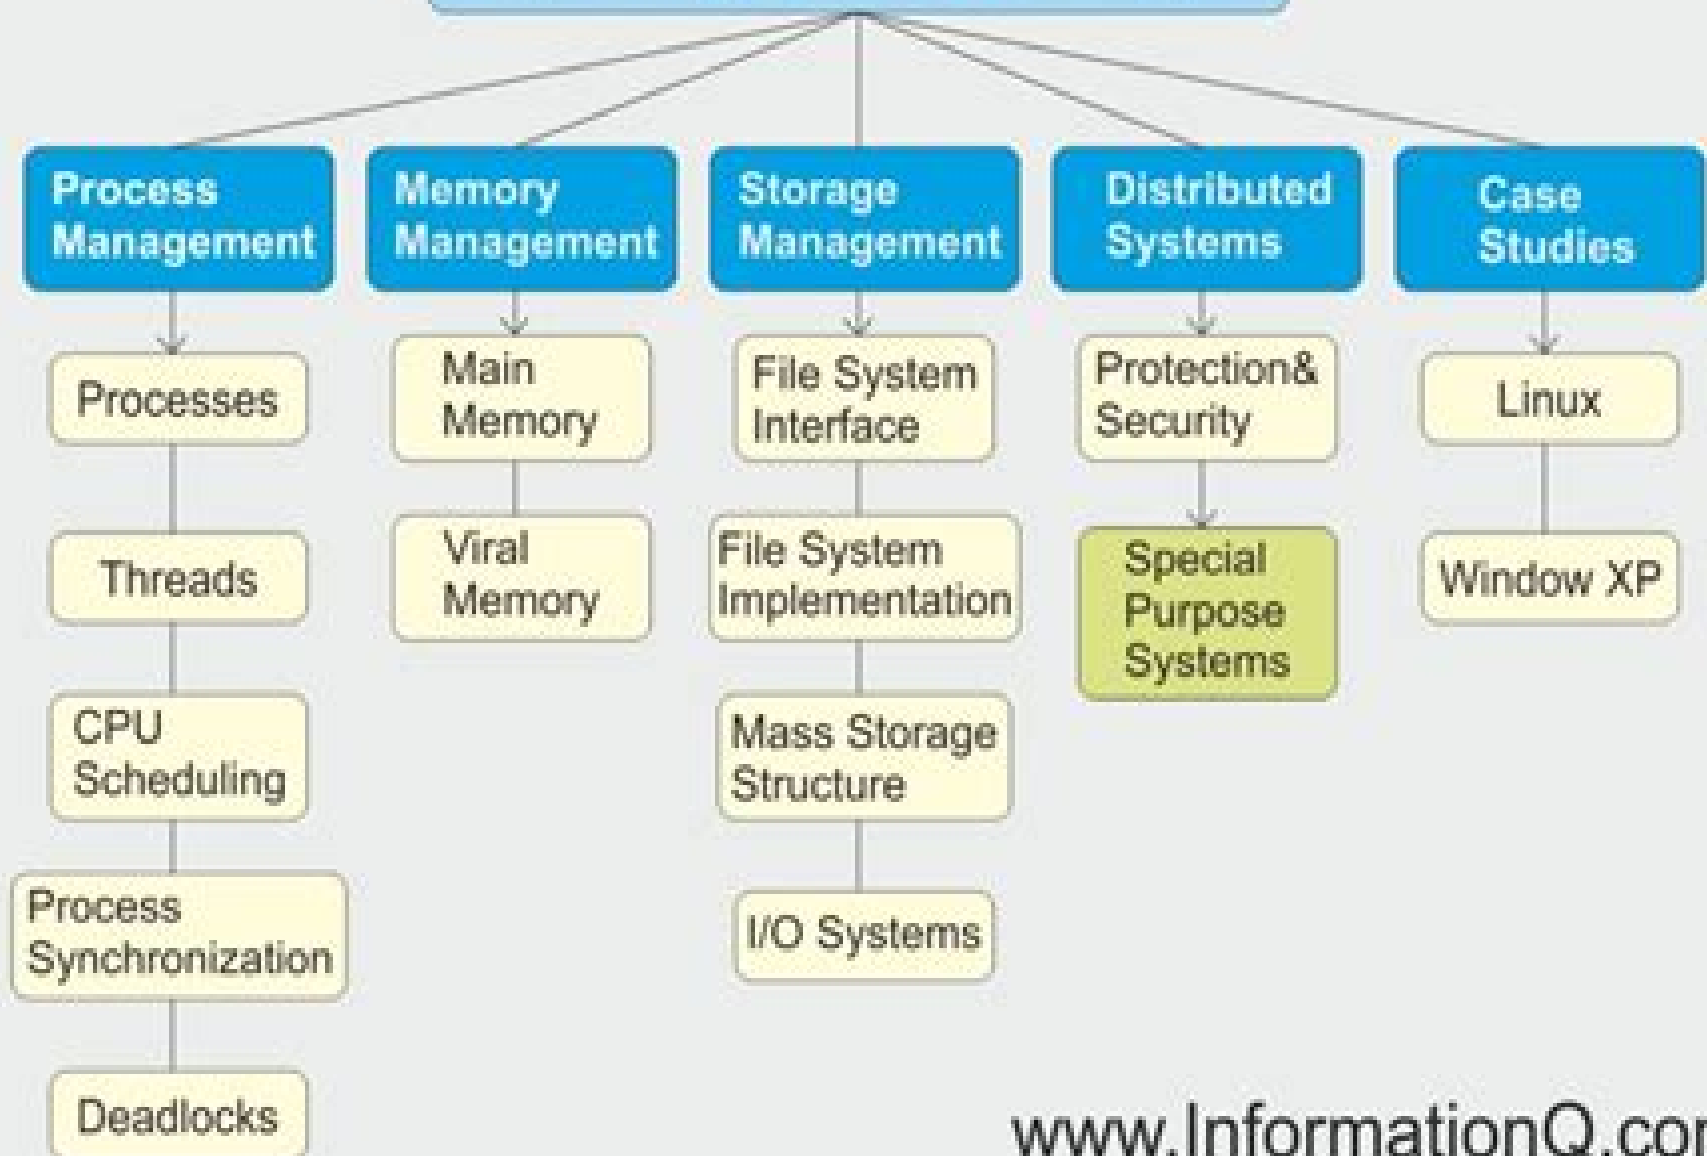 Process
Management
Memory
Management
Storage
Management
Distributed
Systems
Case
Studies
Processes
Threads
CPU
Scheduling
Process
Synchronization
Deadlocks
Main
Memory
Viral
Memory
File System
Interface
File System
Implementation
Mass Storage
Structure
I/O Systems
Protection&
Security
Special
Purpose
Systems
Linux
Window XP
www.InformationQ.com